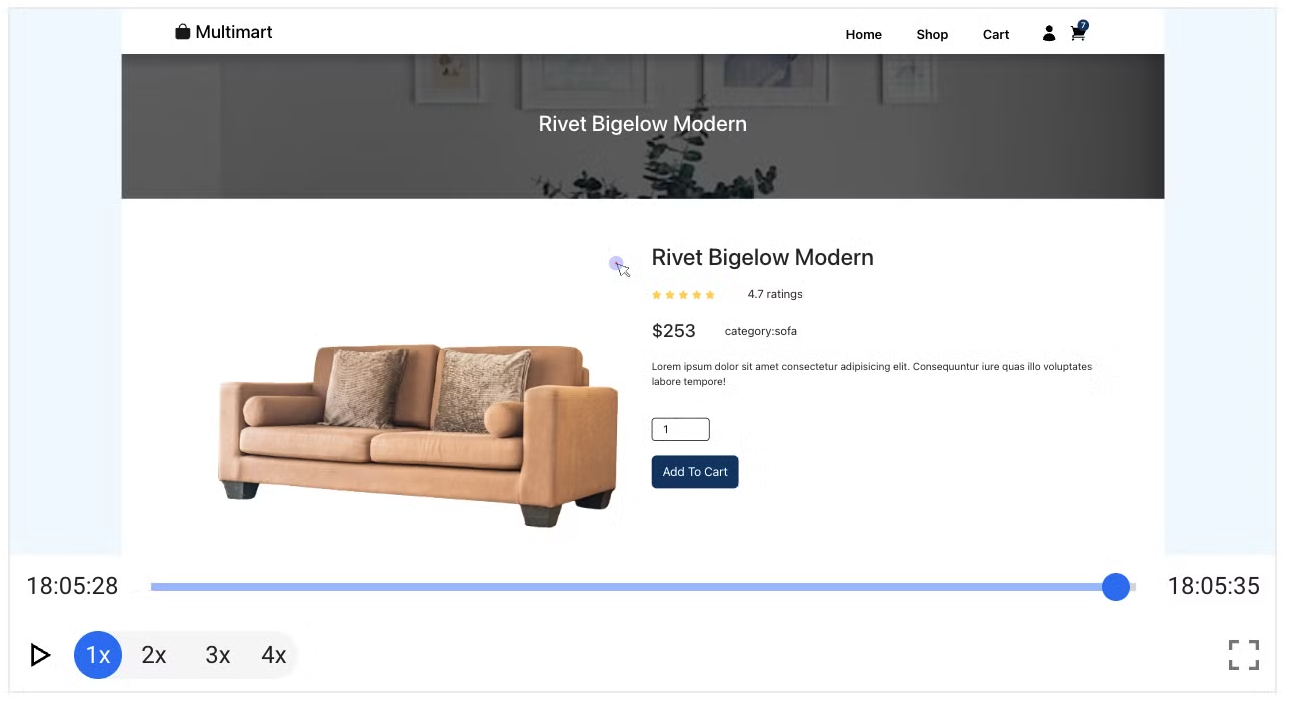 Multimart
Home Shop Cart 7
Rivet Bigelow Modern
Rivet Bigelow Modern
4.7 ratings
$253 category:sofa
Lorem ipsum dolor sit amet consectetur adipisicing elit. Consequuntur iure quas illo voluptates
labore tempore!
1
Add To Cart
18:05:28 18:05:35
1x 2x 3x 4x